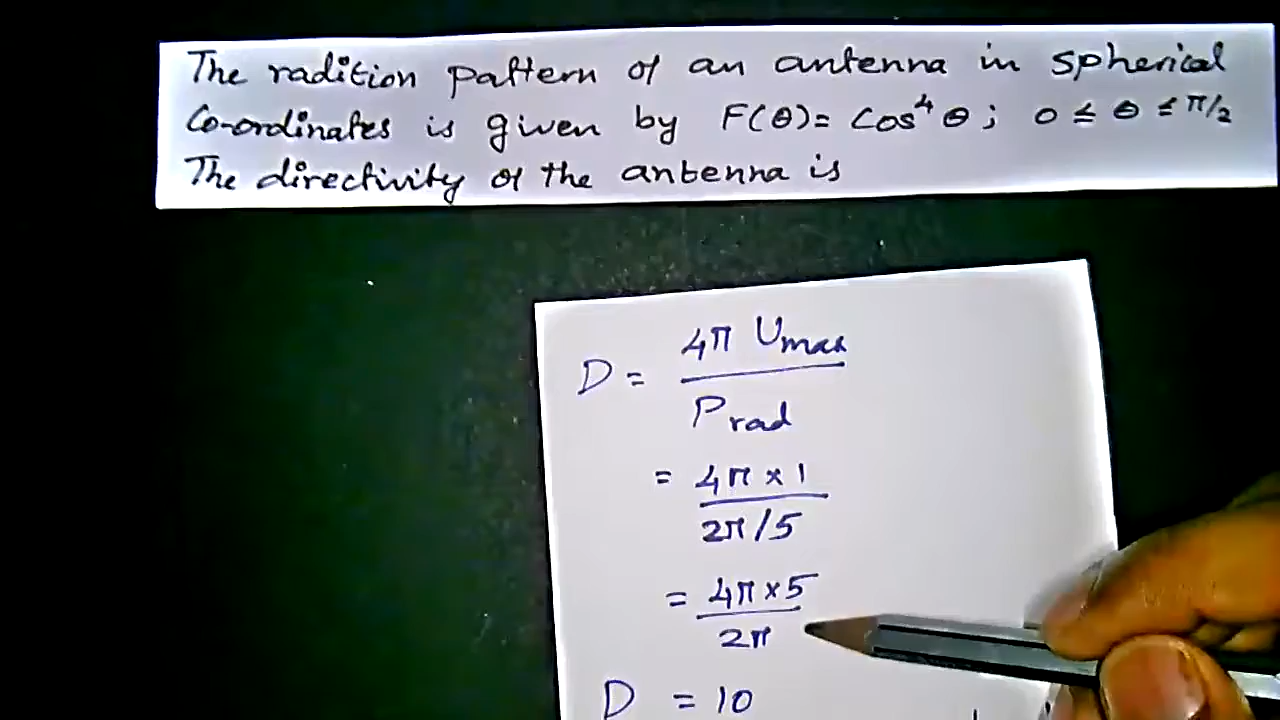 The radition pattern of an antenna in spherical
Co-ordinates is given by F(θ)= Cos⁴ θ; 0 ≤ θ ≤ π/2
The directivity of the antenna is
D = 4π Umax / Prad
= 4π × 1 / 2π/5
= 4π × 5 / 2π
D = 10